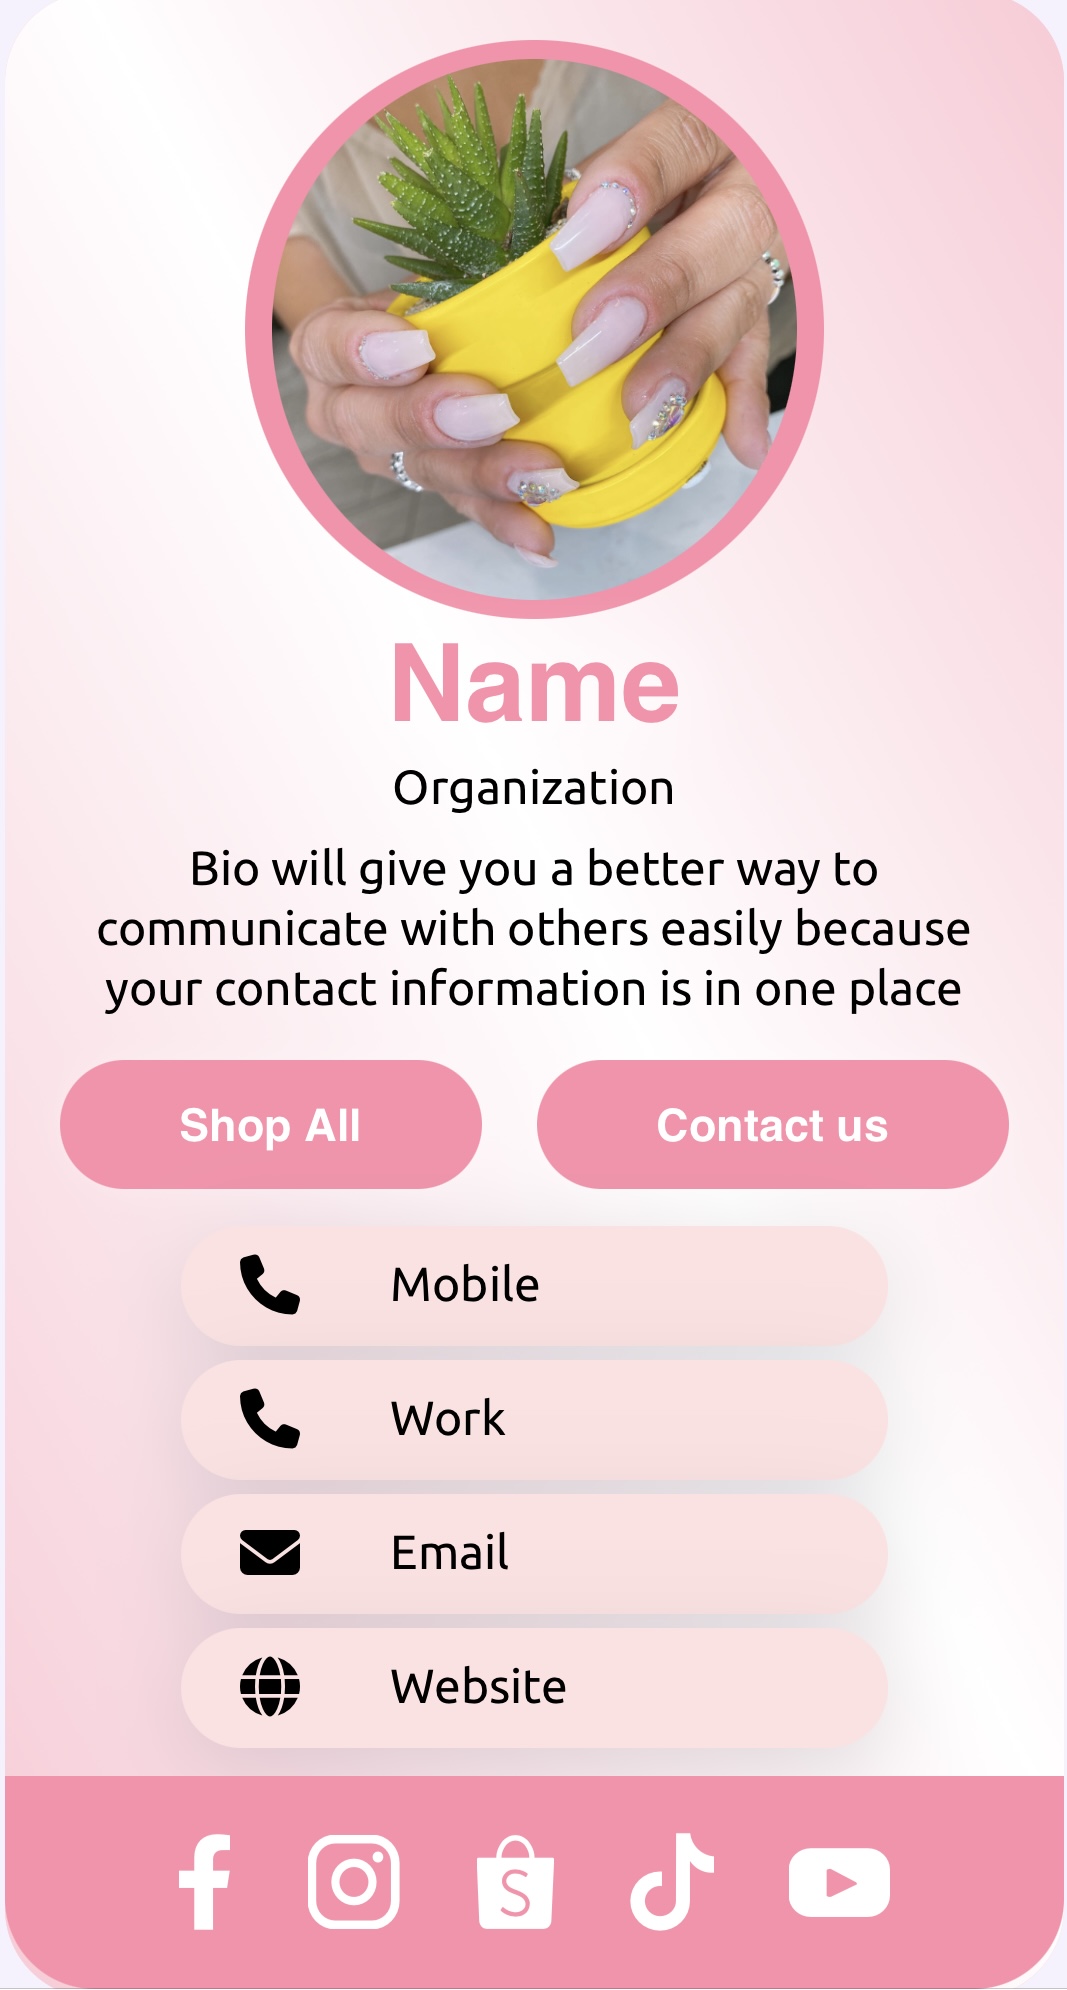 Name
Organization
Bio will give you a better way to
communicate with others easily because
your contact information is in one place
Shop All
Contact us
Mobile
Work
Email
Website